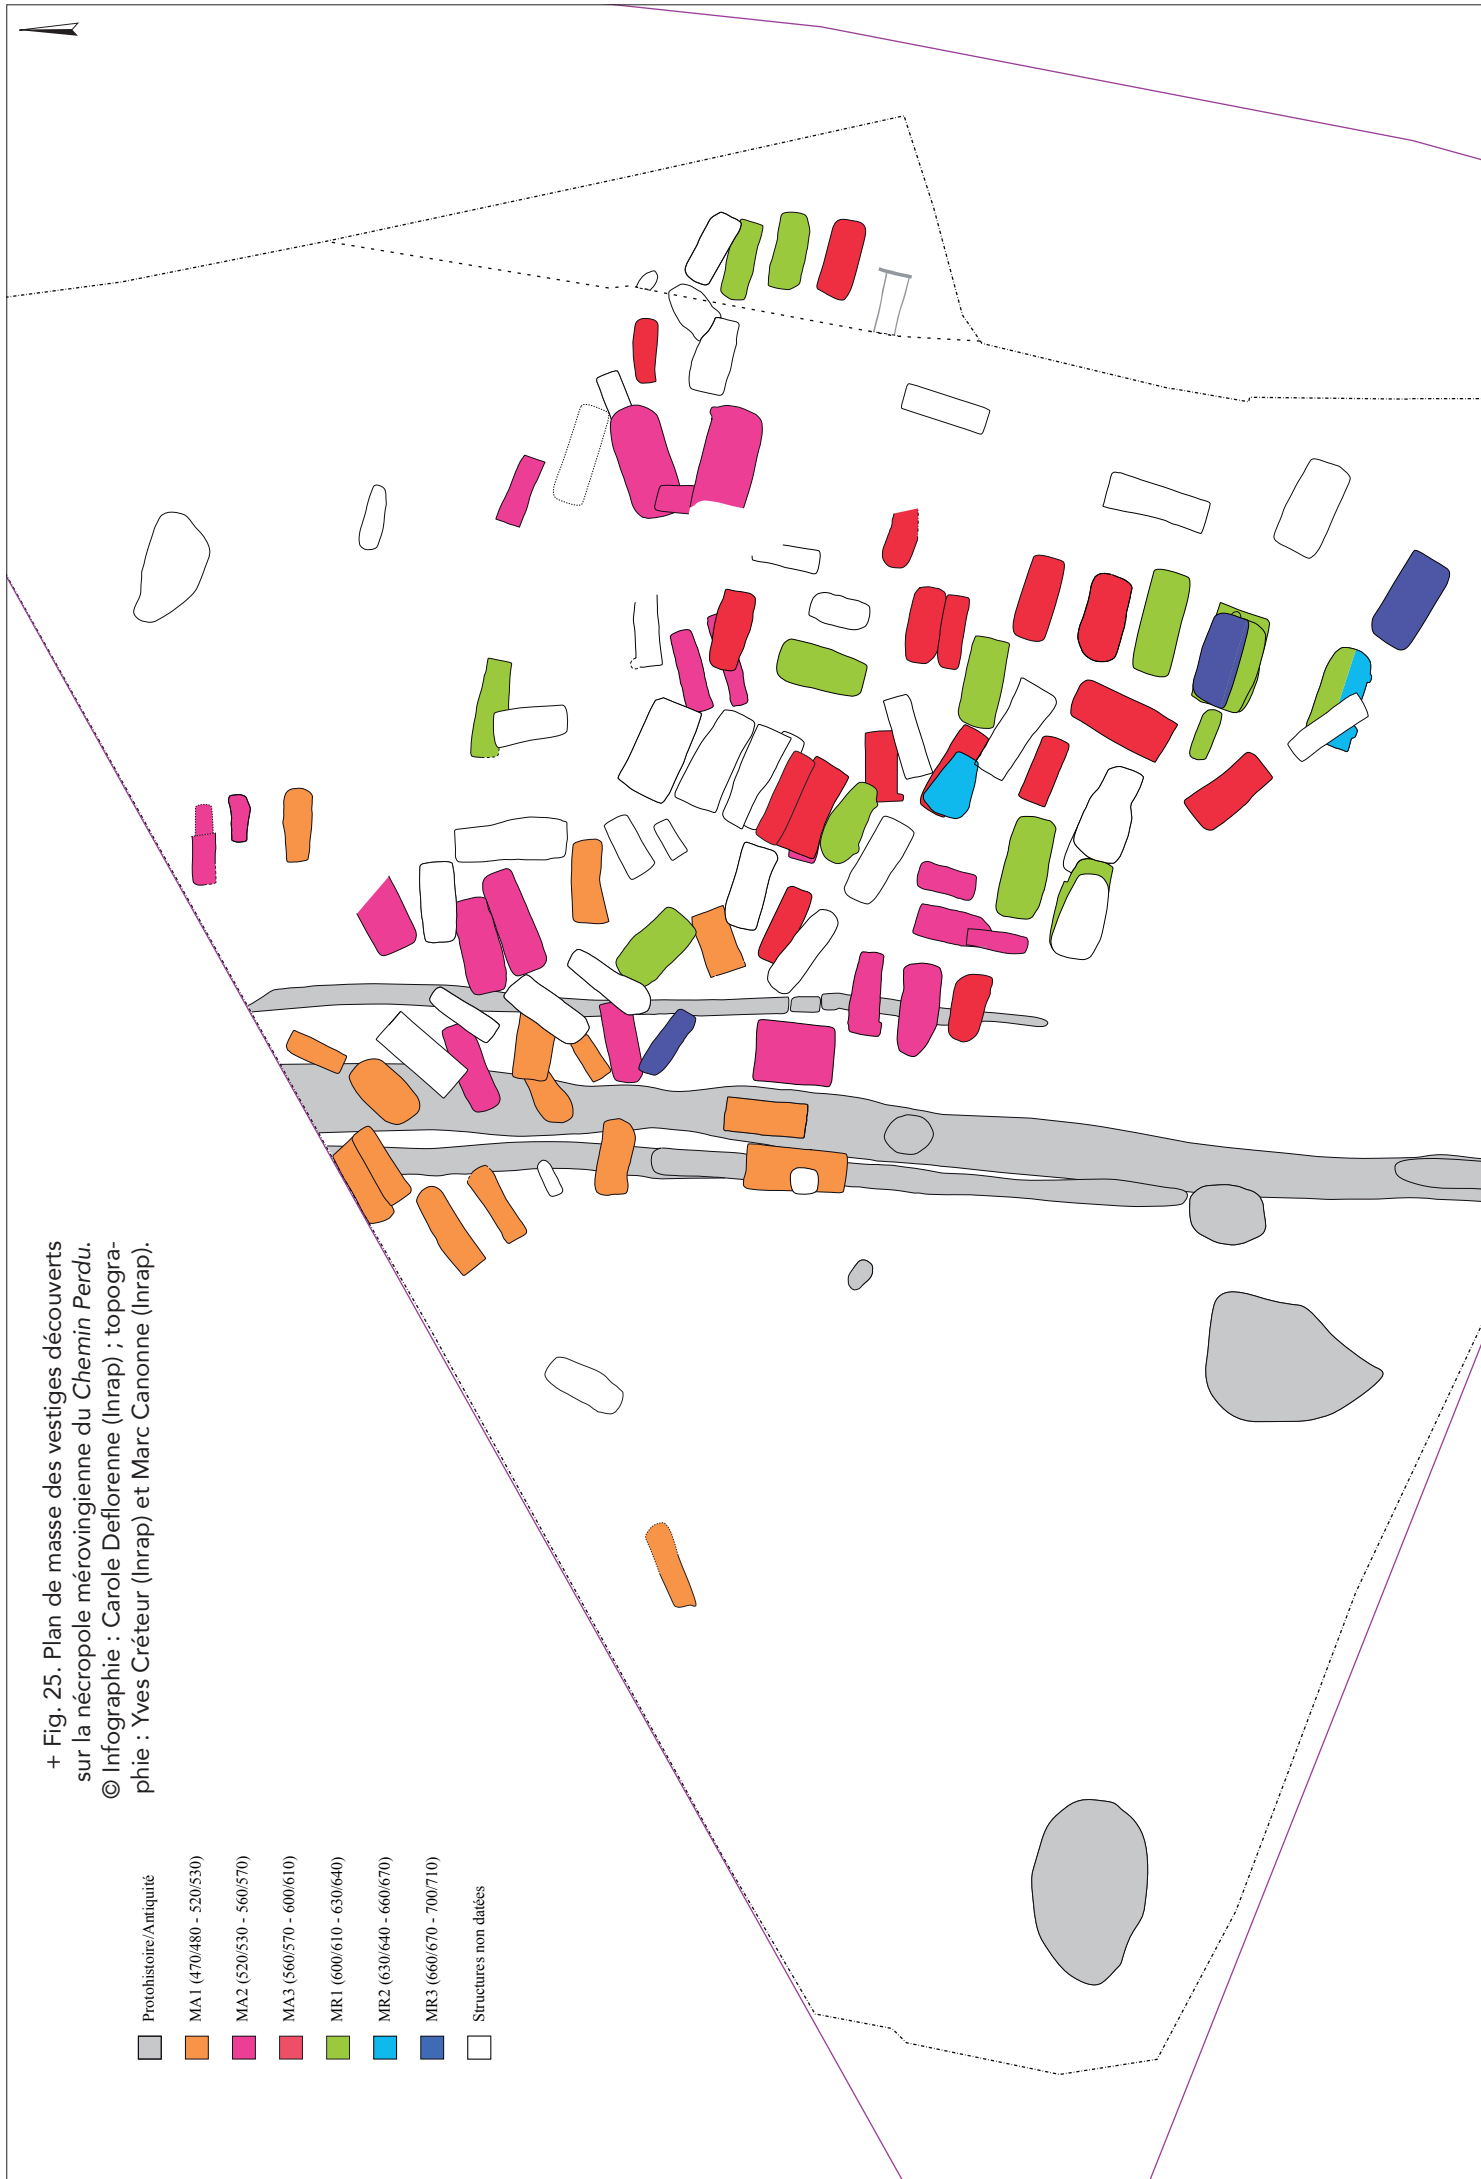 + Fig. 25. Plan de masse des vestiges découverts
sur la nécropole mérovingienne du Chemin Perdu.
© Infographie : Carole Deflorenne (Inrap) ; topogra-
phie : Yves Créteur (Inrap) et Marc Canonne (Inrap).
Protohistoire/Antiquité
MA1 (470/480 - 520/530)
MA2 (520/530 - 560/570)
MA3 (560/570 - 600/610)
MR1 (600/610 - 630/640)
MR2 (630/640 - 660/670)
MR3 (660/670 - 700/710)
Structures non datées